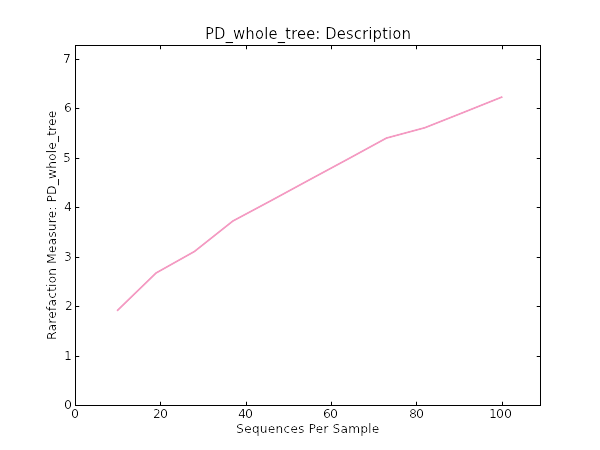 PD_whole_tree: Description
Rarefaction Measure: PD_whole_tree
7
6
5
4
3
2
1
0
0 20 40 60 80 100
Sequences Per Sample